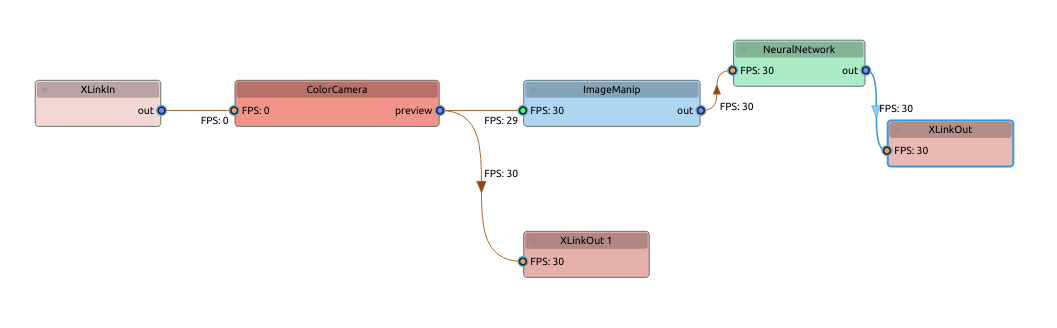 NeuralNetwork
FPS: 30 out
XLinkIn
out
FPS: 0
ColorCamera
FPS: 0 preview
FPS: 29
ImageManip
FPS: 30 out
FPS: 30
FPS: 30
XLinkOut
FPS: 30
FPS: 30
XLinkOut 1
FPS: 30